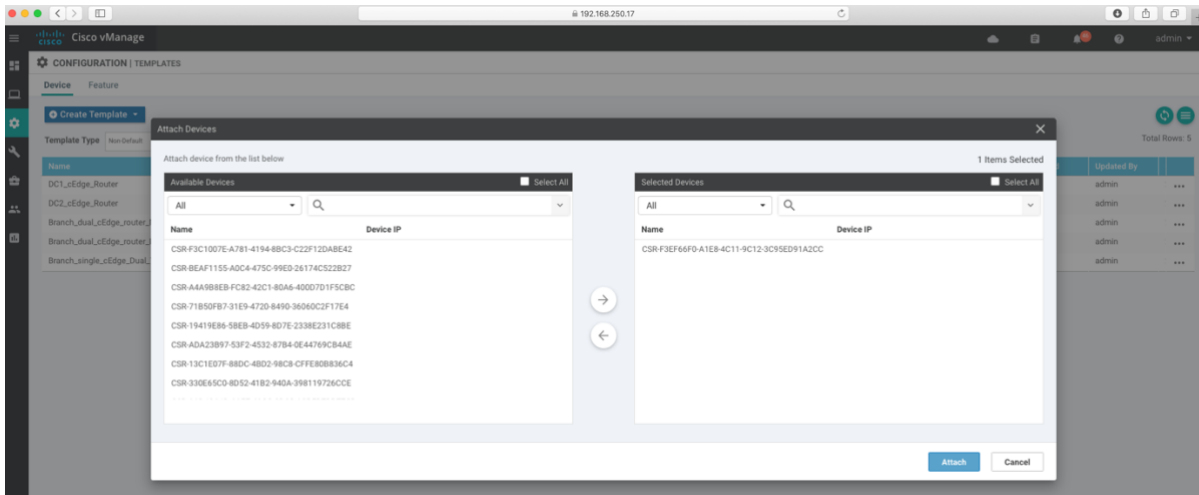 192.168.250.17
CISCO Cisco vManage
admin
CONFIGURATION | TEMPLATES
Device Feature
Create Template
Template Type Non-Default
Total Rows: 5
Name Updated By
DC1_cEdge_Router admin
DC2_cEdge_Router admin
Branch_dual_cEdge_router_ admin
Branch_dual_cEdge_router_ admin
Branch_single_cEdge_Dual_ admin
Attach Devices
Attach device from the list below
1 Items Selected
Available Devices Select All
All
Name Device IP
CSR-F3C1007E-A781-4194-8BC3-C22F12DABE42
CSR-BEAF1155-A0C4-475C-99E0-26174C522B27
CSR-A4A9B8EB-FC82-42C1-80A6-400D7D1F5CBC
CSR-71B50FB7-31E9-4720-8490-36060C2F17E4
CSR-19419E86-5BEB-4D59-8D7E-2338E231C8BE
CSR-ADA23B97-53F2-4532-87B4-0E44769CB4AE
CSR-13C1E07F-88DC-4BD2-98C8-CFFE80B836C4
CSR-330E65C0-8D52-41B2-940A-398119726CCE
Selected Devices Select All
All
Name Device IP
CSR-F3EF66F0-A1E8-4C11-9C12-3C95ED91A2CC
Attach Cancel